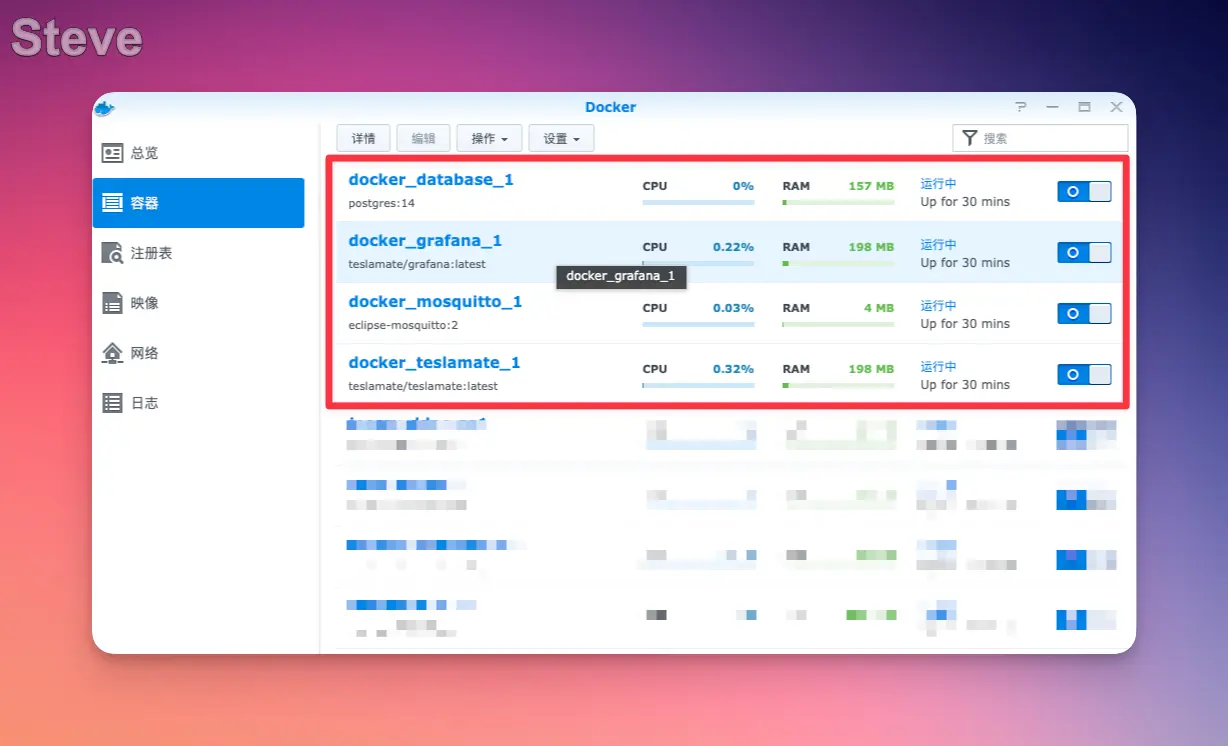 Steve
Docker
总览
容器
注册表
映像
网络
日志
详情 编辑 操作 设置 搜索
docker_database_1 CPU 0% RAM 157 MB 运行中
postgres:14 Up for 30 mins
docker_grafana_1 CPU 0.22% RAM 198 MB 运行中
teslamate/grafana:latest Up for 30 mins
docker_grafana_1
docker_mosquitto_1 CPU 0.03% RAM 4 MB 运行中
eclipse-mosquitto:2 Up for 30 mins
docker_teslamate_1 CPU 0.32% RAM 198 MB 运行中
teslamate/teslamate:latest Up for 30 mins